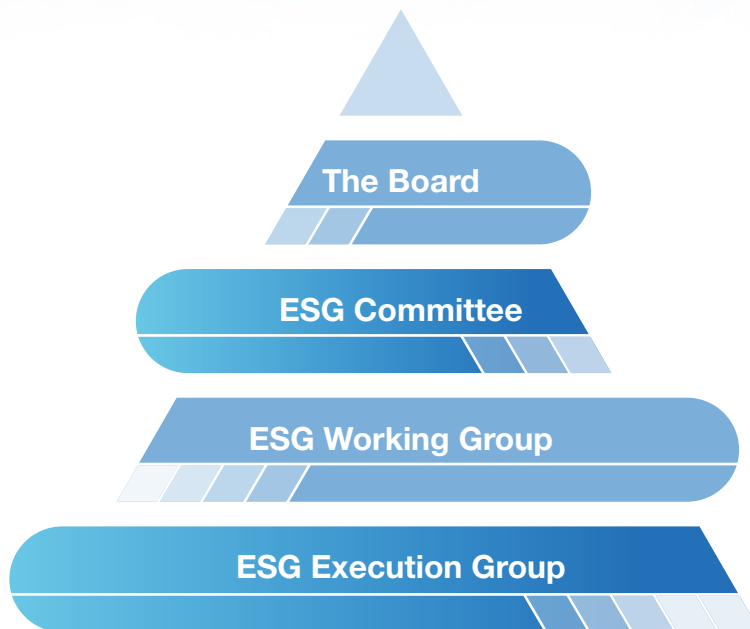 The Board
ESG Committee
ESG Working Group
ESG Execution Group